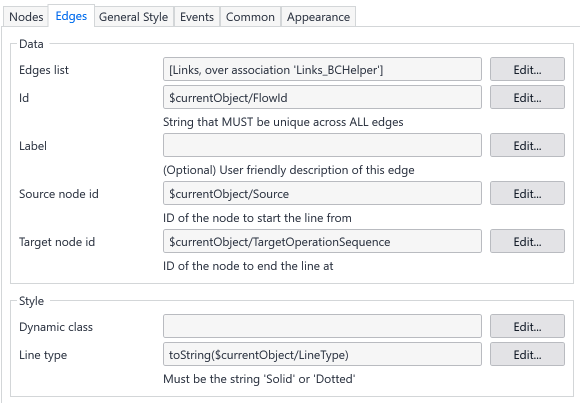 Nodes Edges General Style Events Common Appearance
Data
Edges list [Links, over association 'Links_BCHelper'] Edit...
Id $currentObject/FlowId Edit...
String that MUST be unique across ALL edges
Label Edit...
(Optional) User friendly description of this edge
Source node id $currentObject/Source Edit...
ID of the node to start the line from
Target node id $currentObject/TargetOperationSequence Edit...
ID of the node to end the line at
Style
Dynamic class Edit...
Line type toString($currentObject/LineType) Edit...
Must be the string 'Solid' or 'Dotted'